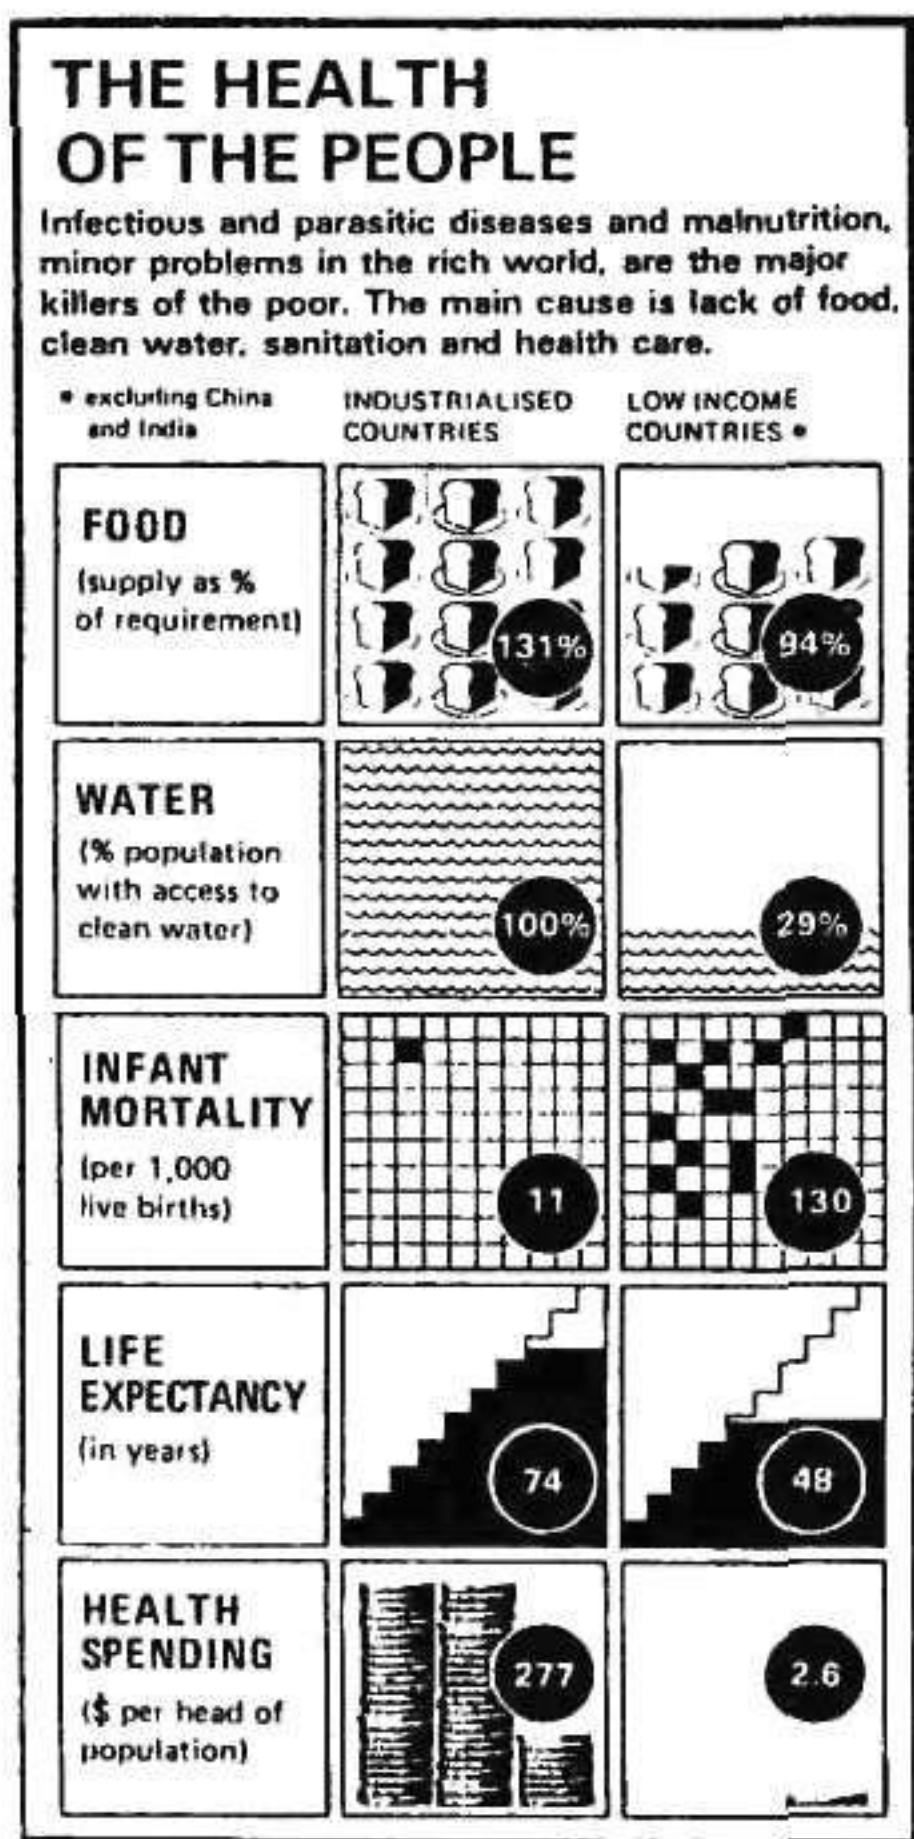 THE HEALTH
OF THE PEOPLE
Infectious and parasitic diseases and malnutrition,
minor problems in the rich world, are the major
killers of the poor. The main cause is lack of food,
clean water, sanitation and health care.
• excluding China
and India
INDUSTRIALISED
COUNTRIES
LOW INCOME
COUNTRIES •
FOOD
(supply as %
of requirement)
131%
94%
WATER
(% population
with access to
clean water)
100%
29%
INFANT
MORTALITY
(per 1,000
live births)
11
130
LIFE
EXPECTANCY
(in years)
74
48
HEALTH
SPENDING
($ per head of
population)
277
2.6